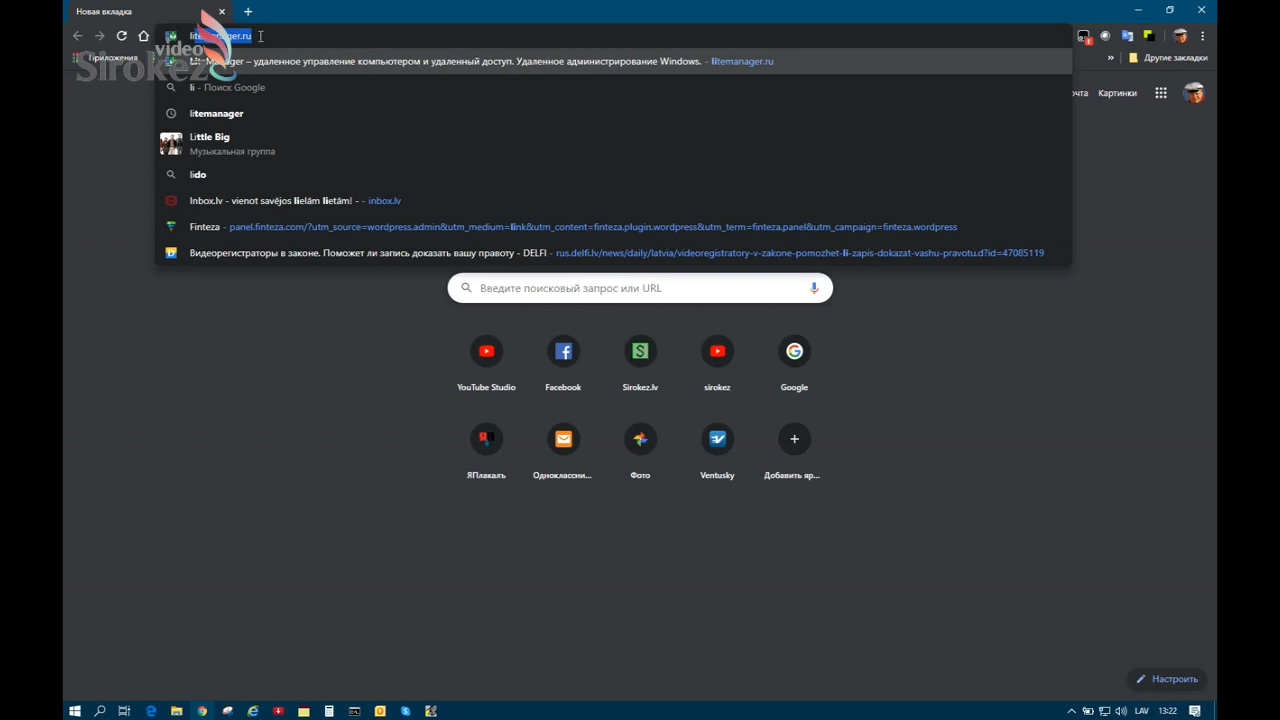 Новая вкладка
litemanager.ru
video
Sirokez
Приложения
Другие закладки
LiteManager – удаленное управление компьютером и удаленный доступ. Удаленное администрирование Windows. - litemanager.ru
li - Поиск Google
Картинки
litemanager
Little Big
Музыкальная группа
lido
Inbox.lv - vienot savējos lielām lietām! - - inbox.lv
Finteza - panel.finteza.com/?utm_source=wordpress.admin&utm_medium=link&utm_content=finteza.plugin.wordpress&utm_term=finteza.panel&utm_campaign=finteza.wordpress
Видеорегистраторы в законе. Поможет ли запись доказать вашу правоту - DELFI - rus.delfi.lv/news/daily/latvia/videoregistratory-v-zakone-pomozhet-li-zapis-dokazat-vashu-pravotu.d?id=47085119
Введите поисковый запрос или URL
YouTube Studio
Facebook
Sirokez.lv
sirokez
Google
ЯПлакалъ
Одноклассни...
Фото
Ventusky
Добавить яр...
Настроить
LAV
13:22